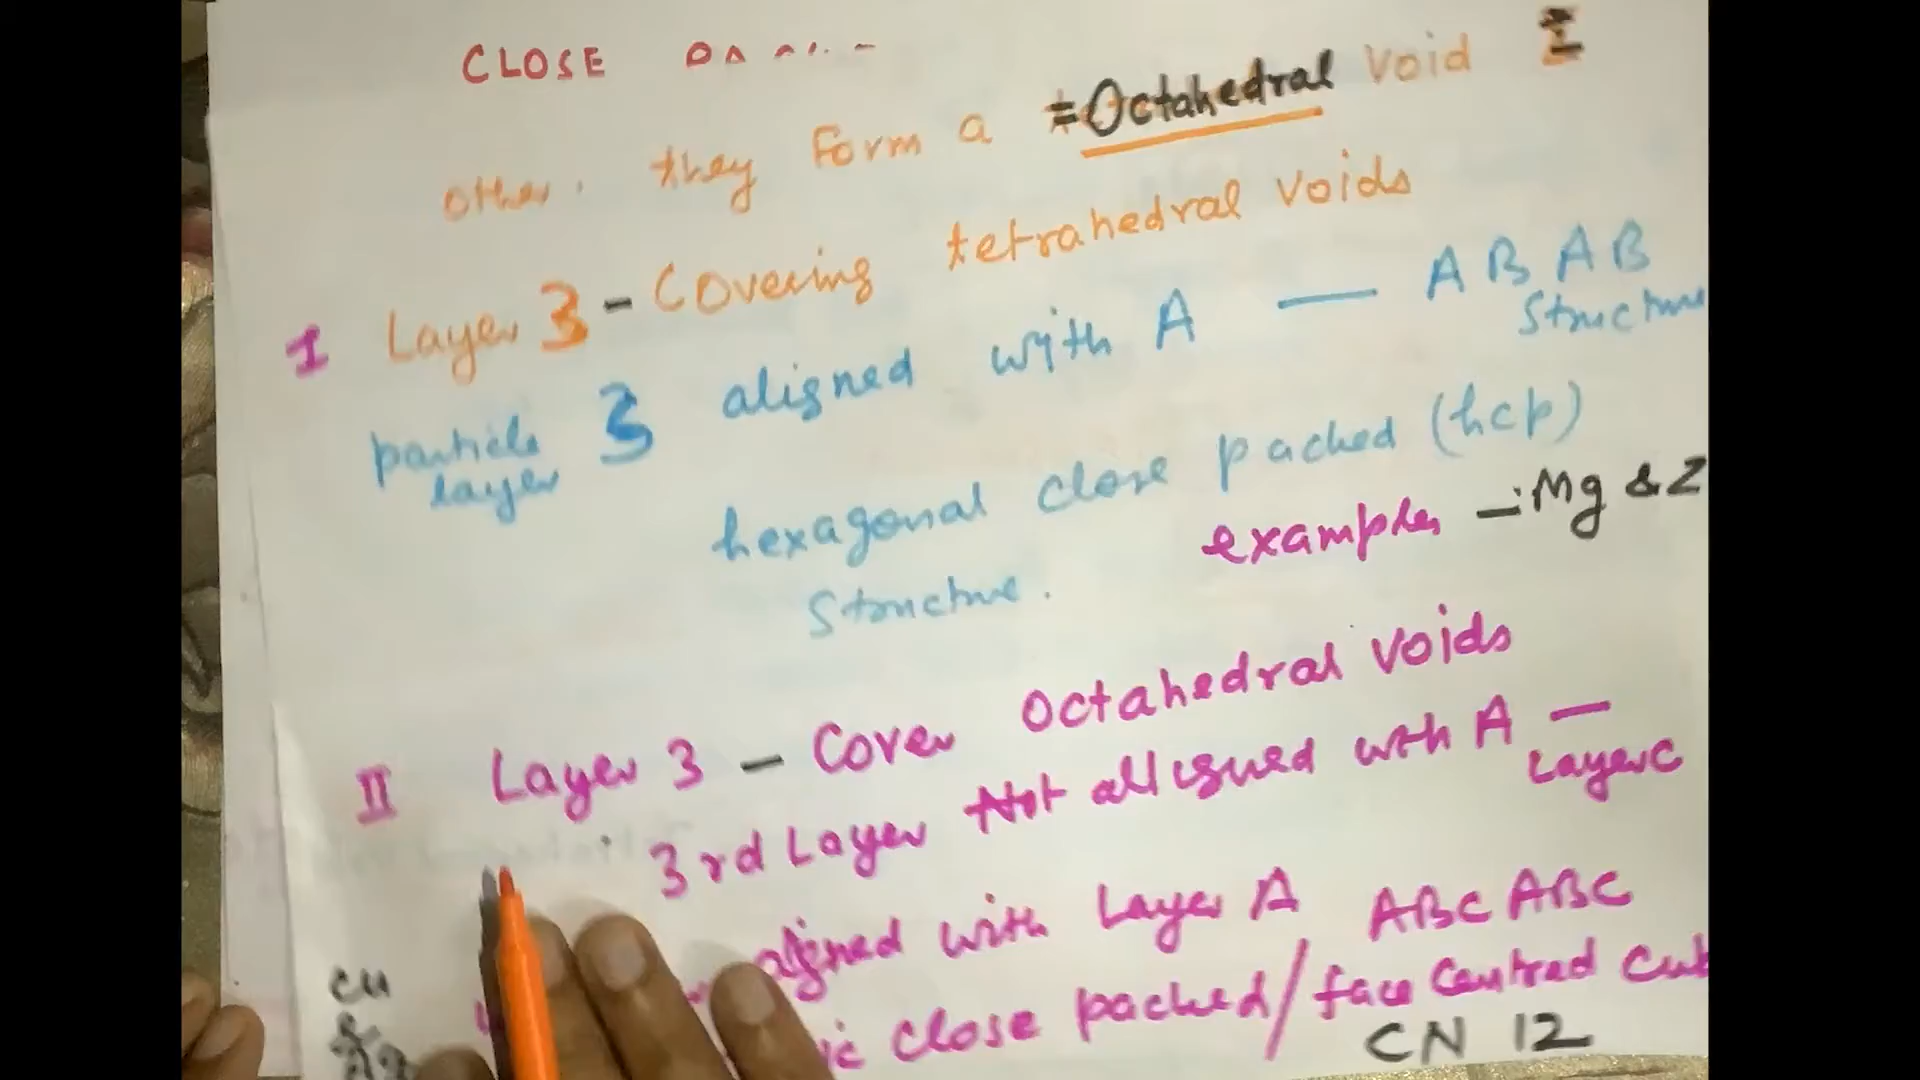 CLOSE
other, they form a Octahedral void
I Layer 3 - Covering tetrahedral voids
particle layer 3 aligned with A — ABAB Structure
hexagonal close packed (hcp)
Structure.
examples - Mg & Z
II Layer 3 - Cover Octahedral Voids
3rd Layer Not alligned with A — Layer C
aligned with Layer A ABC ABC
close packed / face Centred Cub
Cu
& Ag
CN 12